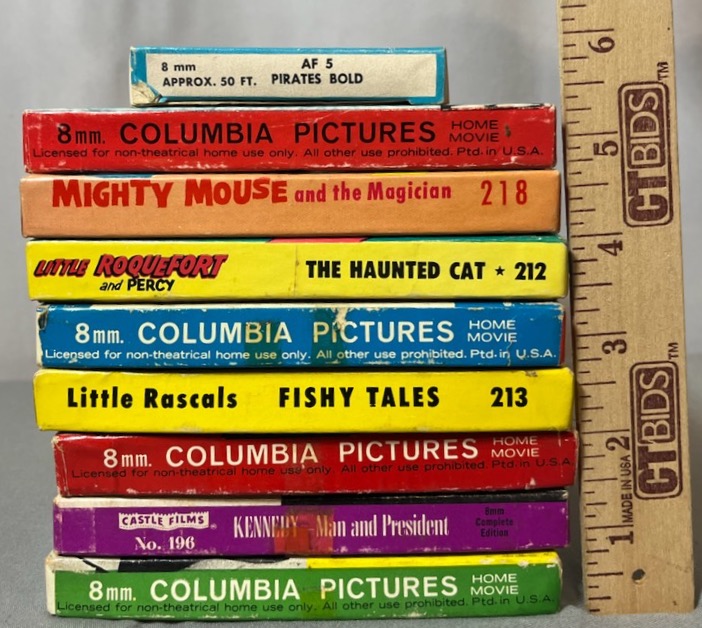 8 mm AF 5
APPROX. 50 FT. PIRATES BOLD
8mm. COLUMBIA PICTURES HOME MOVIE
Licensed for non-theatrical home use only. All other use prohibited. Ptd. in U.S.A.
MIGHTY MOUSE and the Magician 218
LITTLE ROQUEFORT
and PERCY
THE HAUNTED CAT ★ 212
8mm. COLUMBIA PICTURES HOME MOVIE
Licensed for non-theatrical home use only. All other use prohibited. Ptd. in U.S.A.
Little Rascals FISHY TALES 213
8mm. COLUMBIA PICTURES HOME MOVIE
Licensed for non-theatrical home use only. All other use prohibited. Ptd. in U.S.A.
CASTLE FILMS®
No. 196
KENNEDY—Man and President
8mm
Complete
Edition
8mm. COLUMBIA PICTURES HOME MOVIE
Licensed for non-theatrical home use only. All other use prohibited. Ptd. in U.S.A.
6
5
4
3
2
1
CTBIDS™
CTBIDS™
MADE IN USA